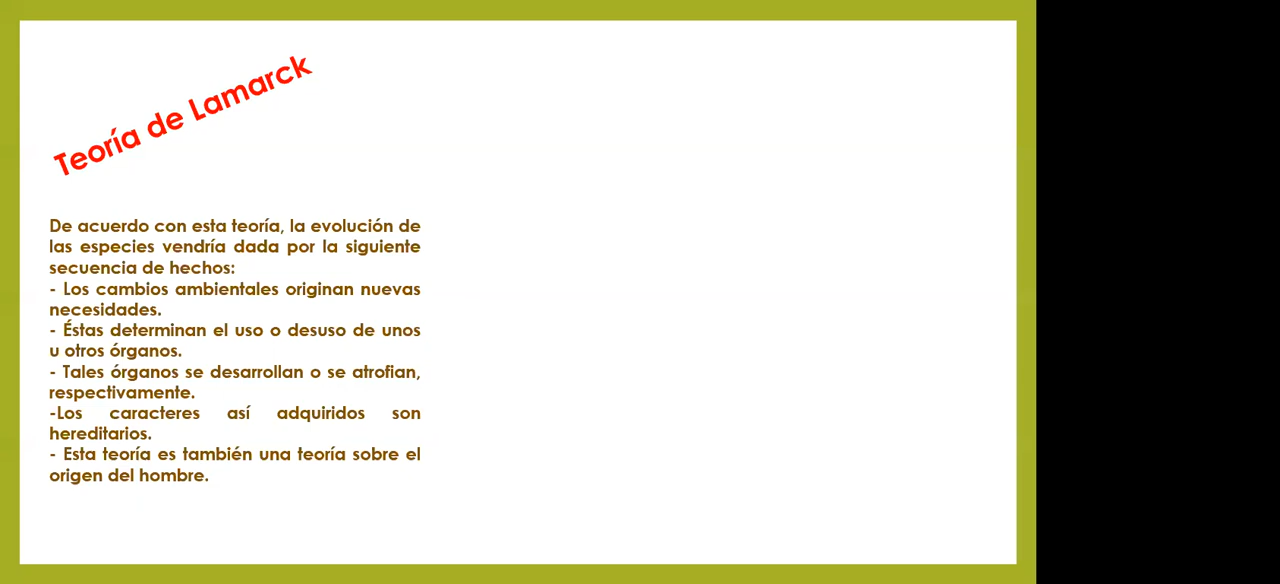 Teoría de Lamarck
De acuerdo con esta teoría, la evolución de
las especies vendría dada por la siguiente
secuencia de hechos:
- Los cambios ambientales originan nuevas
necesidades.
- Éstas determinan el uso o desuso de unos
u otros órganos.
- Tales órganos se desarrollan o se atrofian,
respectivamente.
-Los caracteres así adquiridos son
hereditarios.
- Esta teoría es también una teoría sobre el
origen del hombre.